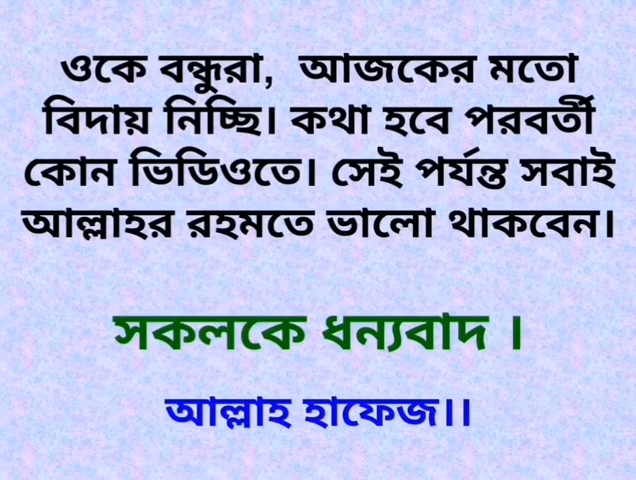 ওকে বন্ধুরা, আজকের মতো
বিদায় নিচ্ছি। কথা হবে পরবর্তী
কোন ভিডিওতে। সেই পর্যন্ত সবাই
আল্লাহর রহমতে ভালো থাকবেন।
সকলকে ধন্যবাদ ।
আল্লাহ হাফেজ।।